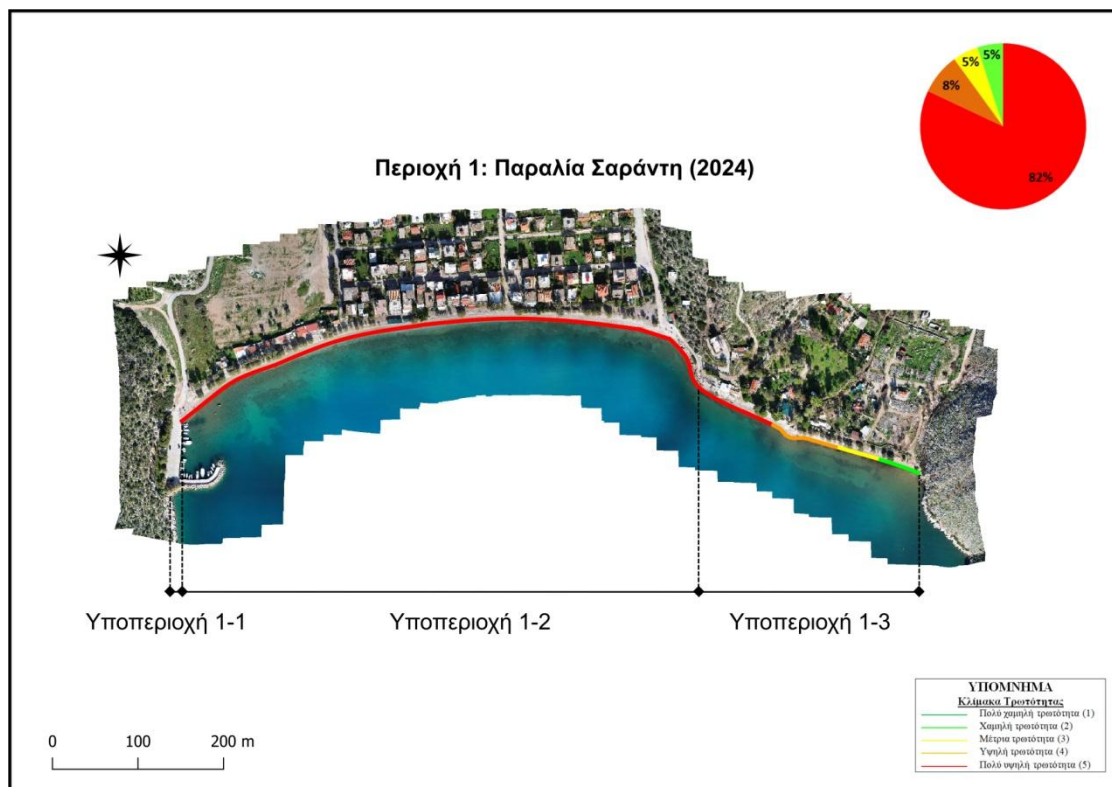 5%
5%
8%
82%
Περιοχή 1: Παραλία Σαράντη (2024)
Υποπεριοχή 1-1
Υποπεριοχή 1-2
Υποπεριοχή 1-3
0 100 200 m
ΥΠΟΜΝΗΜΑ
Κλίμακα Τρωτότητας
Πολύ χαμηλή τρωτότητα (1)
Χαμηλή τρωτότητα (2)
Μέτρια τρωτότητα (3)
Υψηλή τρωτότητα (4)
Πολύ υψηλή τρωτότητα (5)